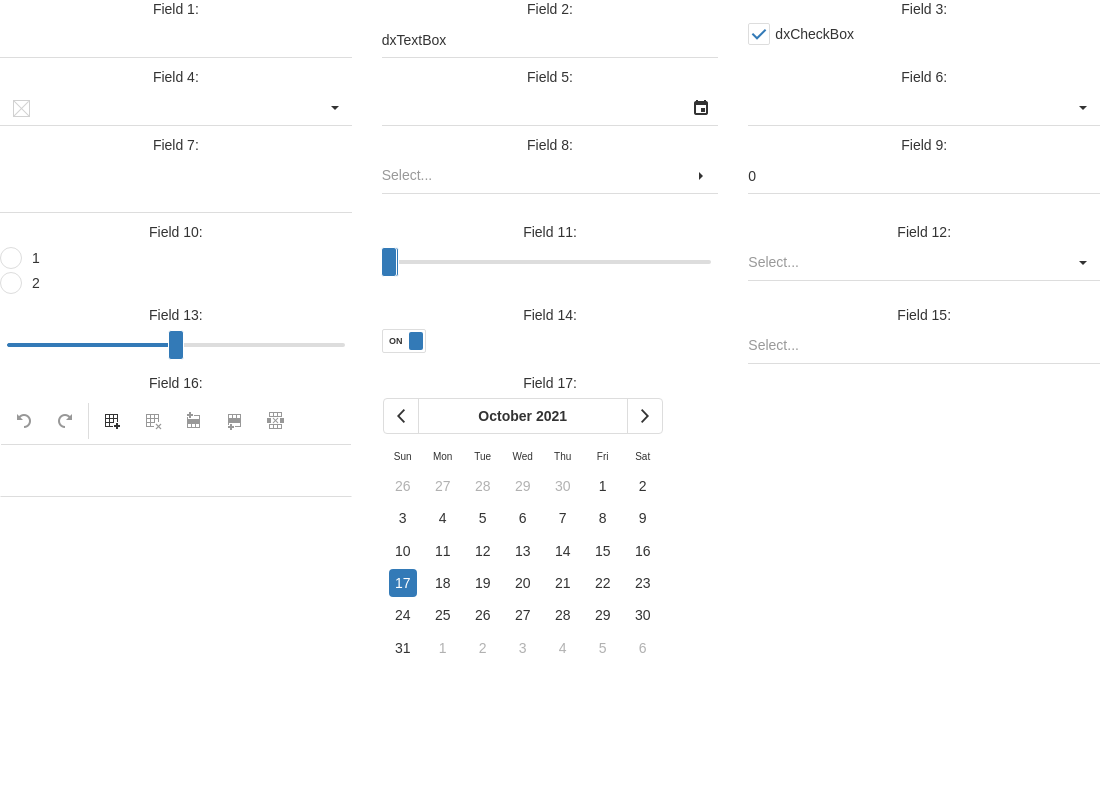 Field 1:
Field 2:
dxTextBox
Field 3:
dxCheckBox
Field 4:
Field 5:
Field 6:
Field 7:
Field 8:
Select...
Field 9:
0
Field 10:
1
2
Field 11:
Field 12:
Select...
Field 13:
Field 14:
ON
Field 15:
Select...
Field 16:
Field 17:
October 2021
Sun Mon Tue Wed Thu Fri Sat
26 27 28 29 30 1 2
3 4 5 6 7 8 9
10 11 12 13 14 15 16
17 18 19 20 21 22 23
24 25 26 27 28 29 30
31 1 2 3 4 5 6